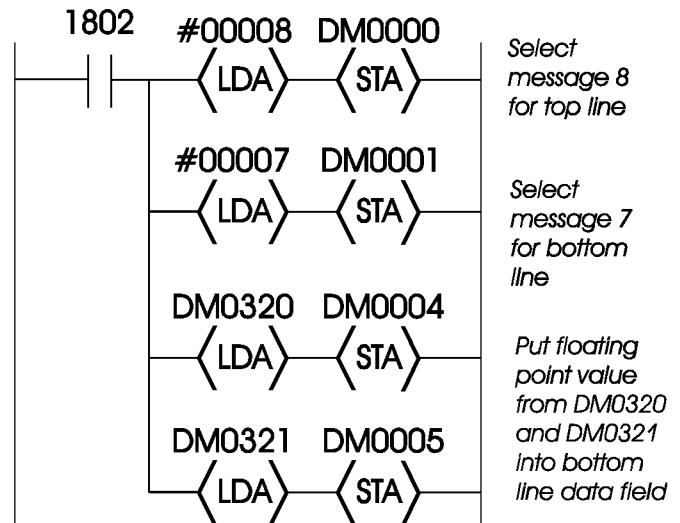 1802 #00008 DM0000
LDA STA
Select
message 8
for top line
#00007 DM0001
LDA STA
Select
message 7
for bottom
line
DM0320 DM0004
LDA STA
Put floating
point value
from DM0320
and DM0321
into bottom
line data field
DM0321 DM0005
LDA STA